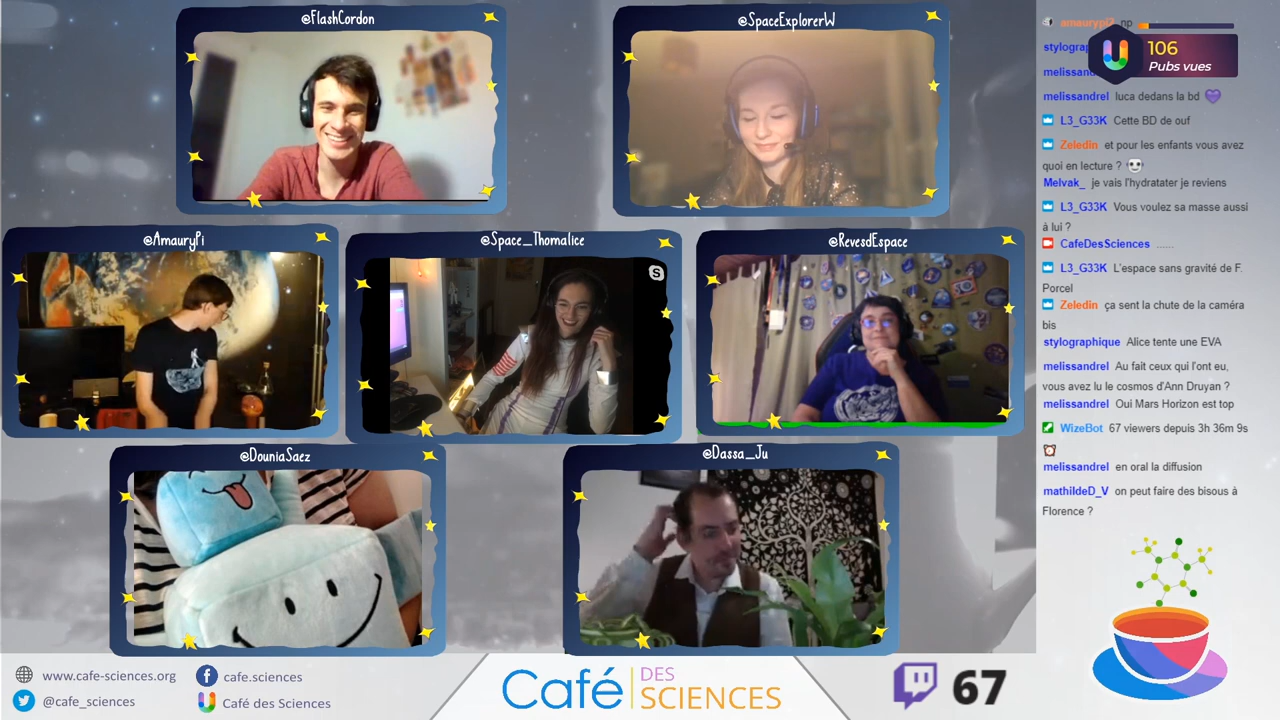 @FlashCordon
@SpaceExplorerW
@AmauryPi
@Space_Thomalice
@RevesdEspace
@DouniaSaez
@Dassa_Ju
amaurypi3 np
106
Pubs vues
melissandrel luca dedans la bd
L3_G33K Cette BD de ouf
Zeledin et pour les enfants vous avez
quoi en lecture ?
Melvak_ je vais l'hydratater je reviens
L3_G33K Vous voulez sa masse aussi
à lui ?
CafeDesSciences ......
L3_G33K L'espace sans gravité de F.
Porcel
Zeledin ça sent la chute de la caméra
bis
stylographique Alice tente une EVA
melissandrel Au fait ceux qui l'ont eu,
vous avez lu le cosmos d'Ann Druyan ?
melissandrel Oui Mars Horizon est top
WizeBot 67 viewers depuis 3h 36m 9s
melissandrel en oral la diffusion
mathildeD_V on peut faire des bisous à
Florence ?
www.cafe-sciences.org
cafe.sciences
@cafe_sciences
Café des Sciences
Café DES SCIENCES
67